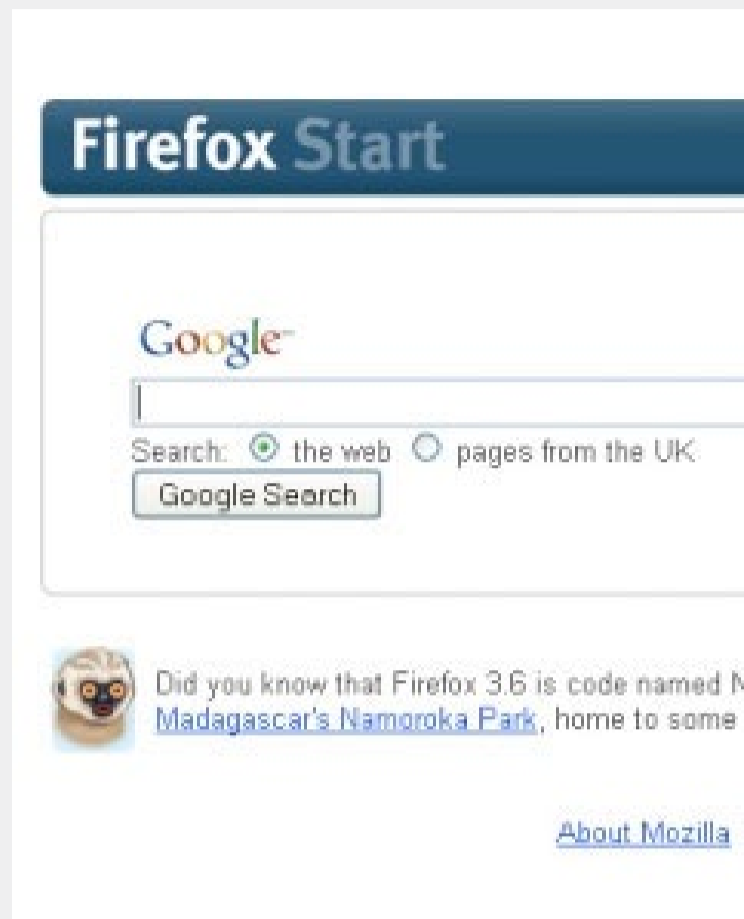 Firefox Start
Google™
Search: the web pages from the UK
Google Search
Did you know that Firefox 3.6 is code named
Madagascar's Namoroka Park, home to some
About Mozilla